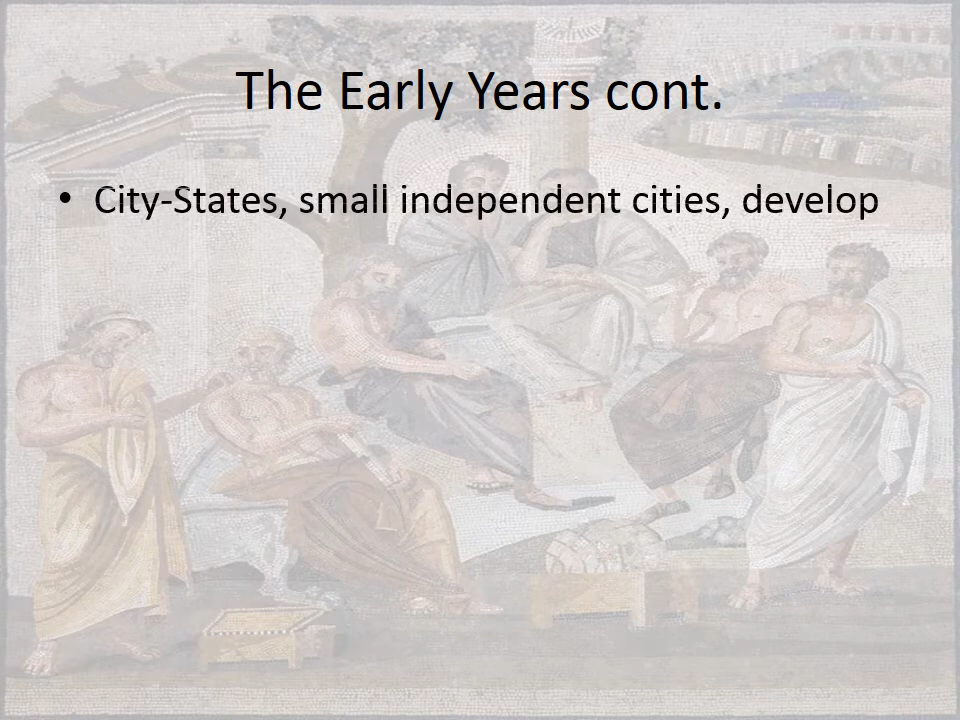 The Early Years cont.
• City-States, small independent cities, develop